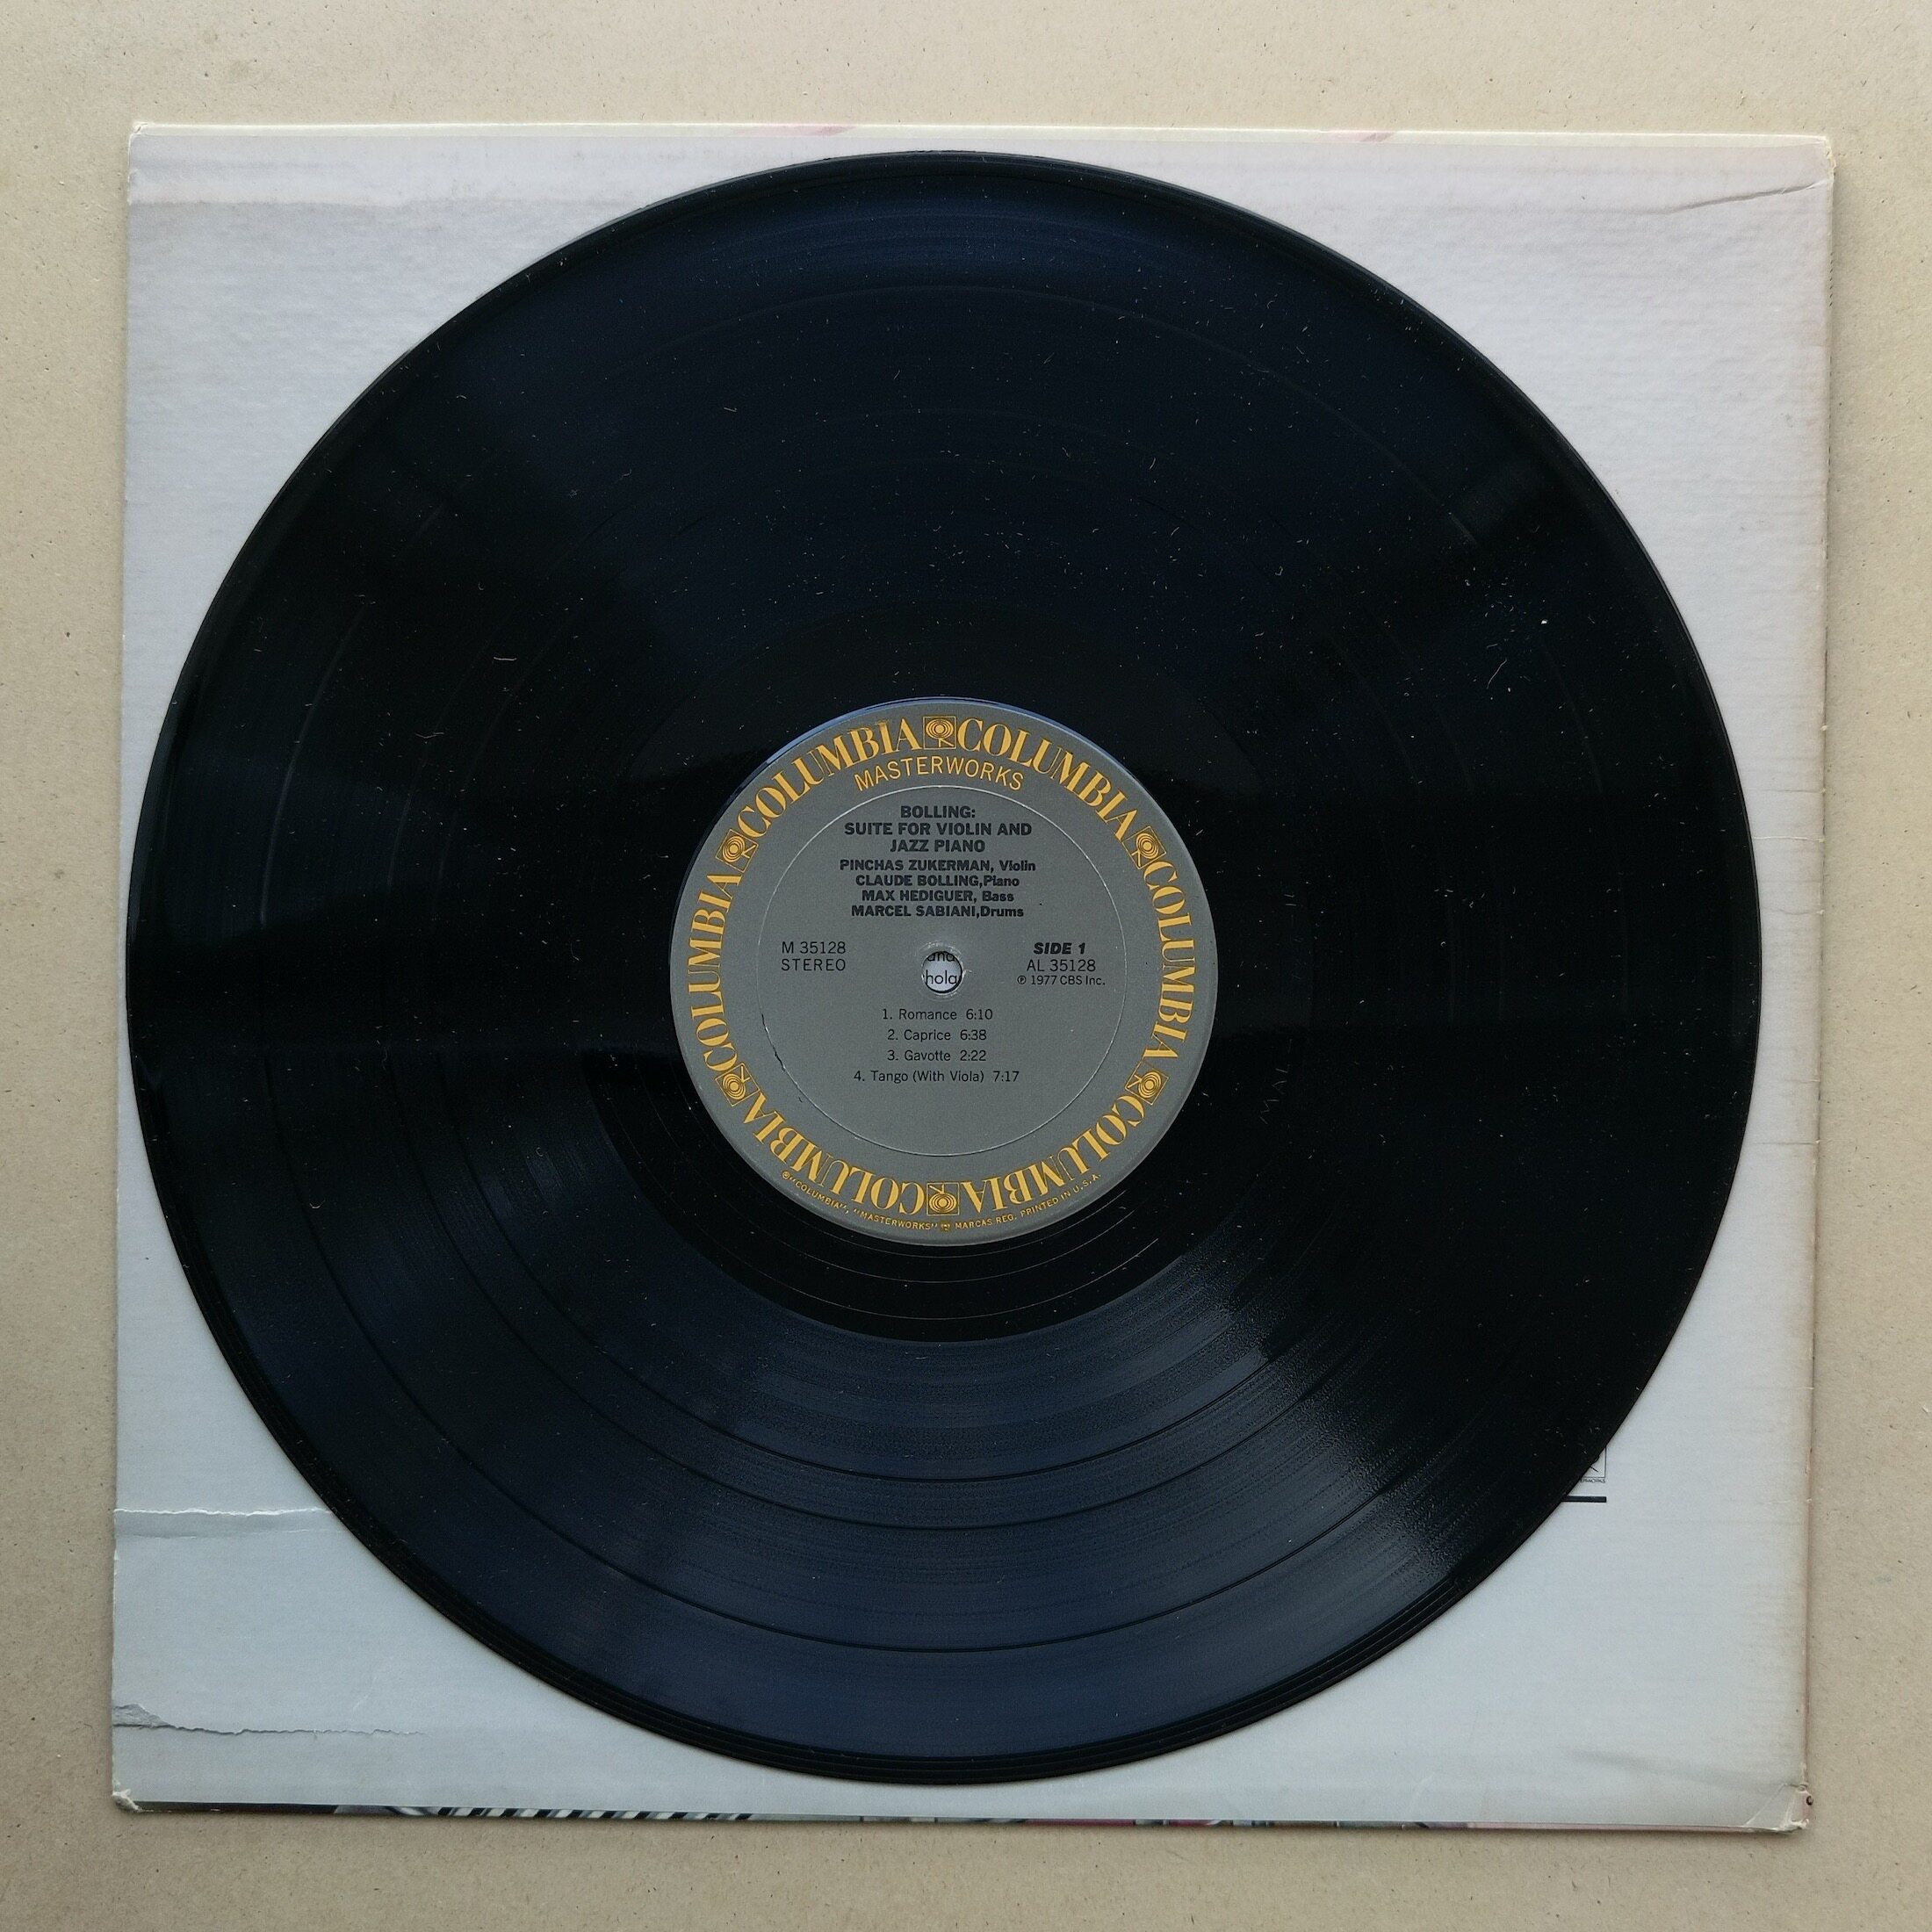 COLUMBIA COLUMBIA COLUMBIA COLUMBIA COLUMBIA COLUMBIA
MASTERWORKS
BOLLING:
SUITE FOR VIOLIN AND
JAZZ PIANO
PINCHAS ZUKERMAN, Violin
CLAUDE BOLLING,Piano
MAX HEDIGUER, Bass
MARCEL SABIANI,Drums
M 35128
STEREO
SIDE 1
AL 35128
℗ 1977 CBS Inc.
1. Romance 6:10
2. Caprice 6:38
3. Gavotte 2:22
4. Tango (With Viola) 7:17
®"COLUMBIA", "MASTERWORKS" MARCAS REG. PRINTED IN U.S.A.
MAL